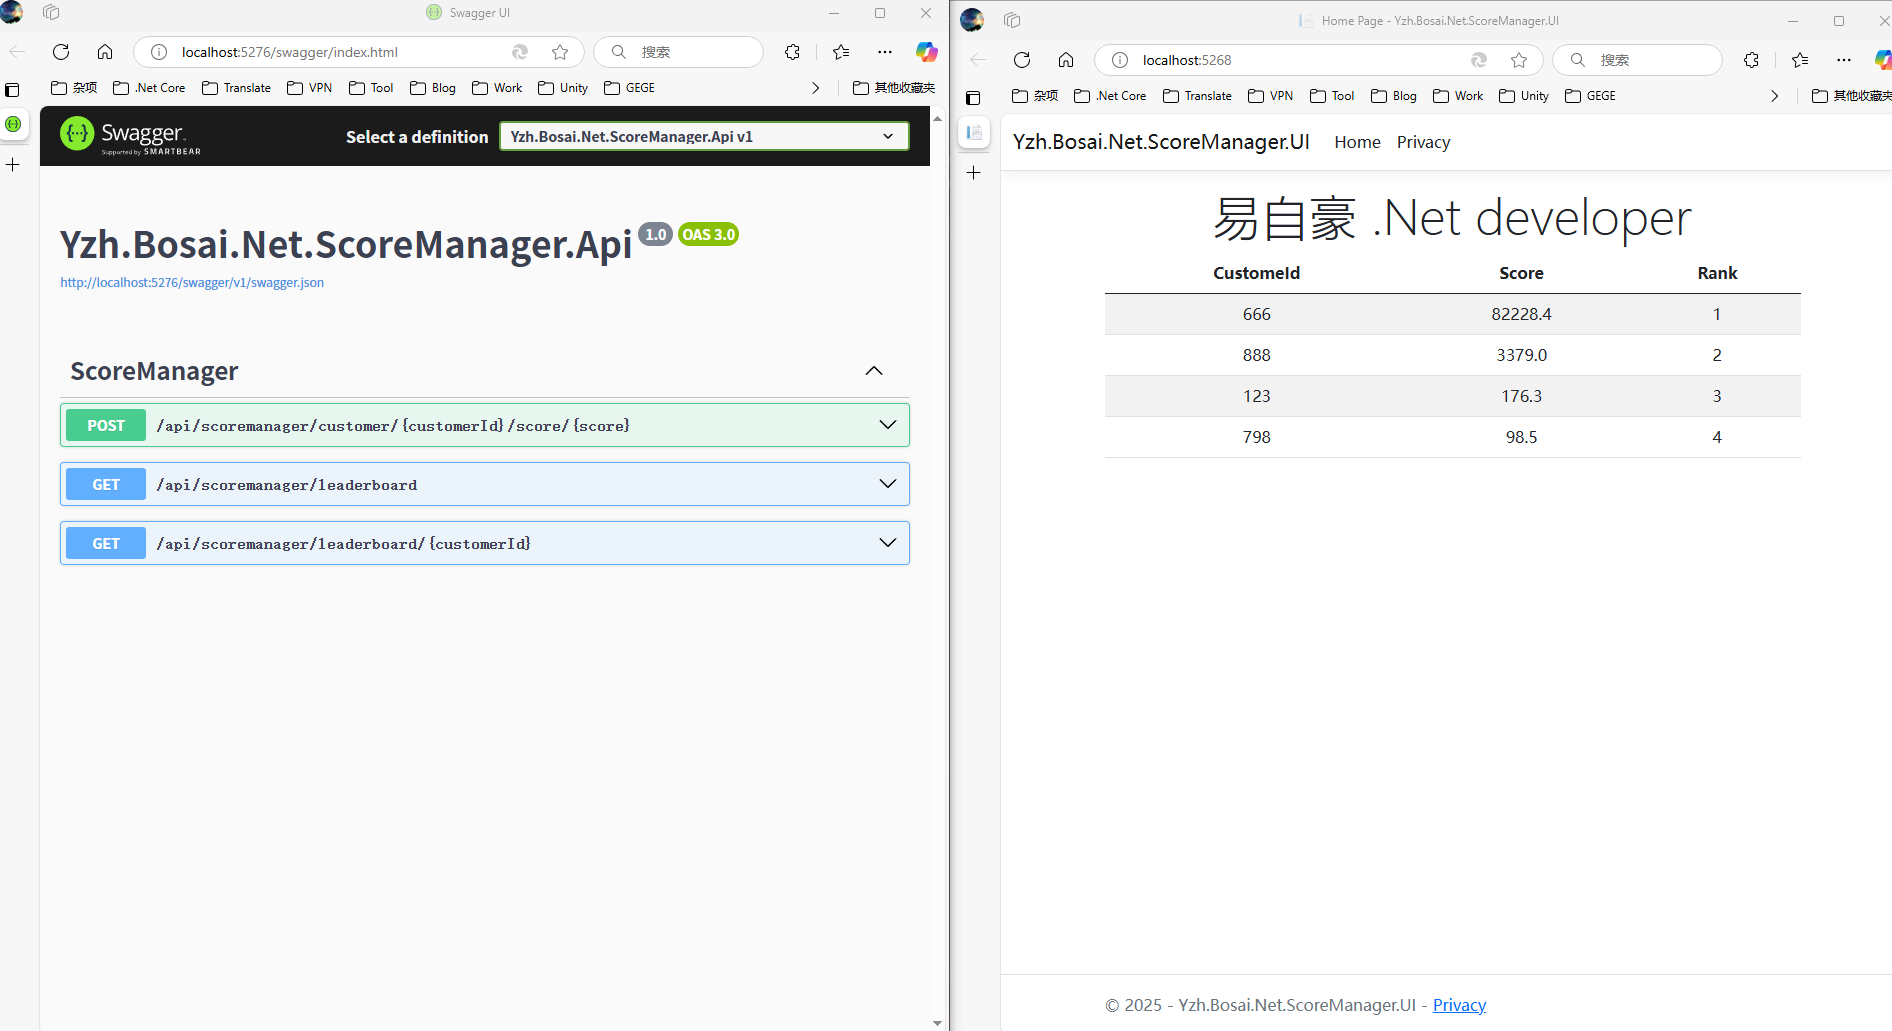 Swagger UI
localhost:5276/swagger/index.html
搜索
杂项 .Net Core Translate VPN Tool Blog Work Unity GEGE 其他收藏夹
Swagger
Supported by SMARTBEAR
Select a definition
Yzh.Bosai.Net.ScoreManager.Api v1
Yzh.Bosai.Net.ScoreManager.Api 1.0 OAS 3.0
http://localhost:5276/swagger/v1/swagger.json
ScoreManager
POST /api/scoremanager/customer/{customerId}/score/{score}
GET /api/scoremanager/leaderboard
GET /api/scoremanager/leaderboard/{customerId}
Home Page - Yzh.Bosai.Net.ScoreManager.UI
localhost:5268
搜索
杂项 .Net Core Translate VPN Tool Blog Work Unity GEGE 其他收藏夹
Yzh.Bosai.Net.ScoreManager.UI Home Privacy
易自豪 .Net developer
CustomeId Score Rank
666 82228.4 1
888 3379.0 2
123 176.3 3
798 98.5 4
© 2025 - Yzh.Bosai.Net.ScoreManager.UI - Privacy